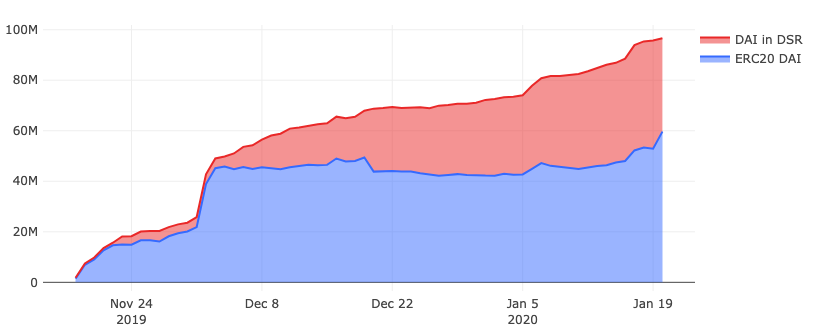 100M
80M
60M
40M
20M
0
Nov 24
2019
Dec 8
Dec 22
Jan 5
2020
Jan 19
DAI in DSR
ERC20 DAI